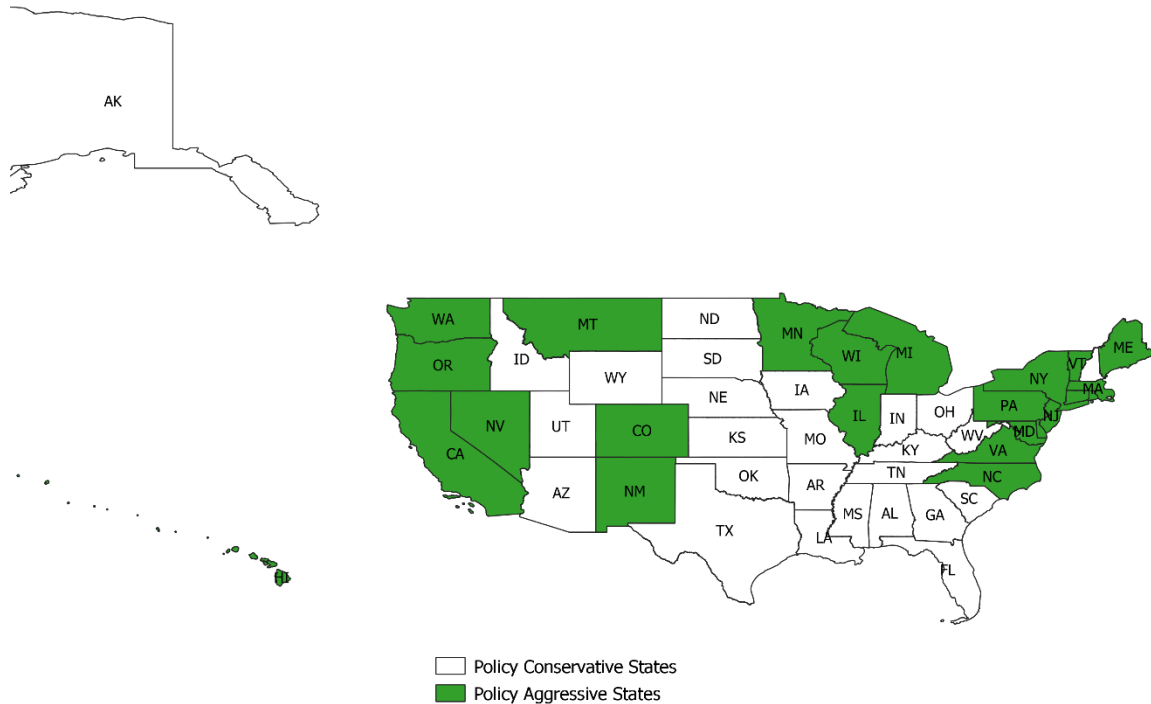 AK
WA
MT
ND
MN
ME
OR
ID
SD
WI
MI
VT
NY
MA
WY
IA
NE
PA
NJ
NV
UT
CO
IL
IN
OH
MD
CA
KS
MO
WV
VA
KY
AZ
NM
OK
AR
TN
NC
SC
TX
LA
MS
AL
GA
FL
HI
Policy Conservative States
Policy Aggressive States